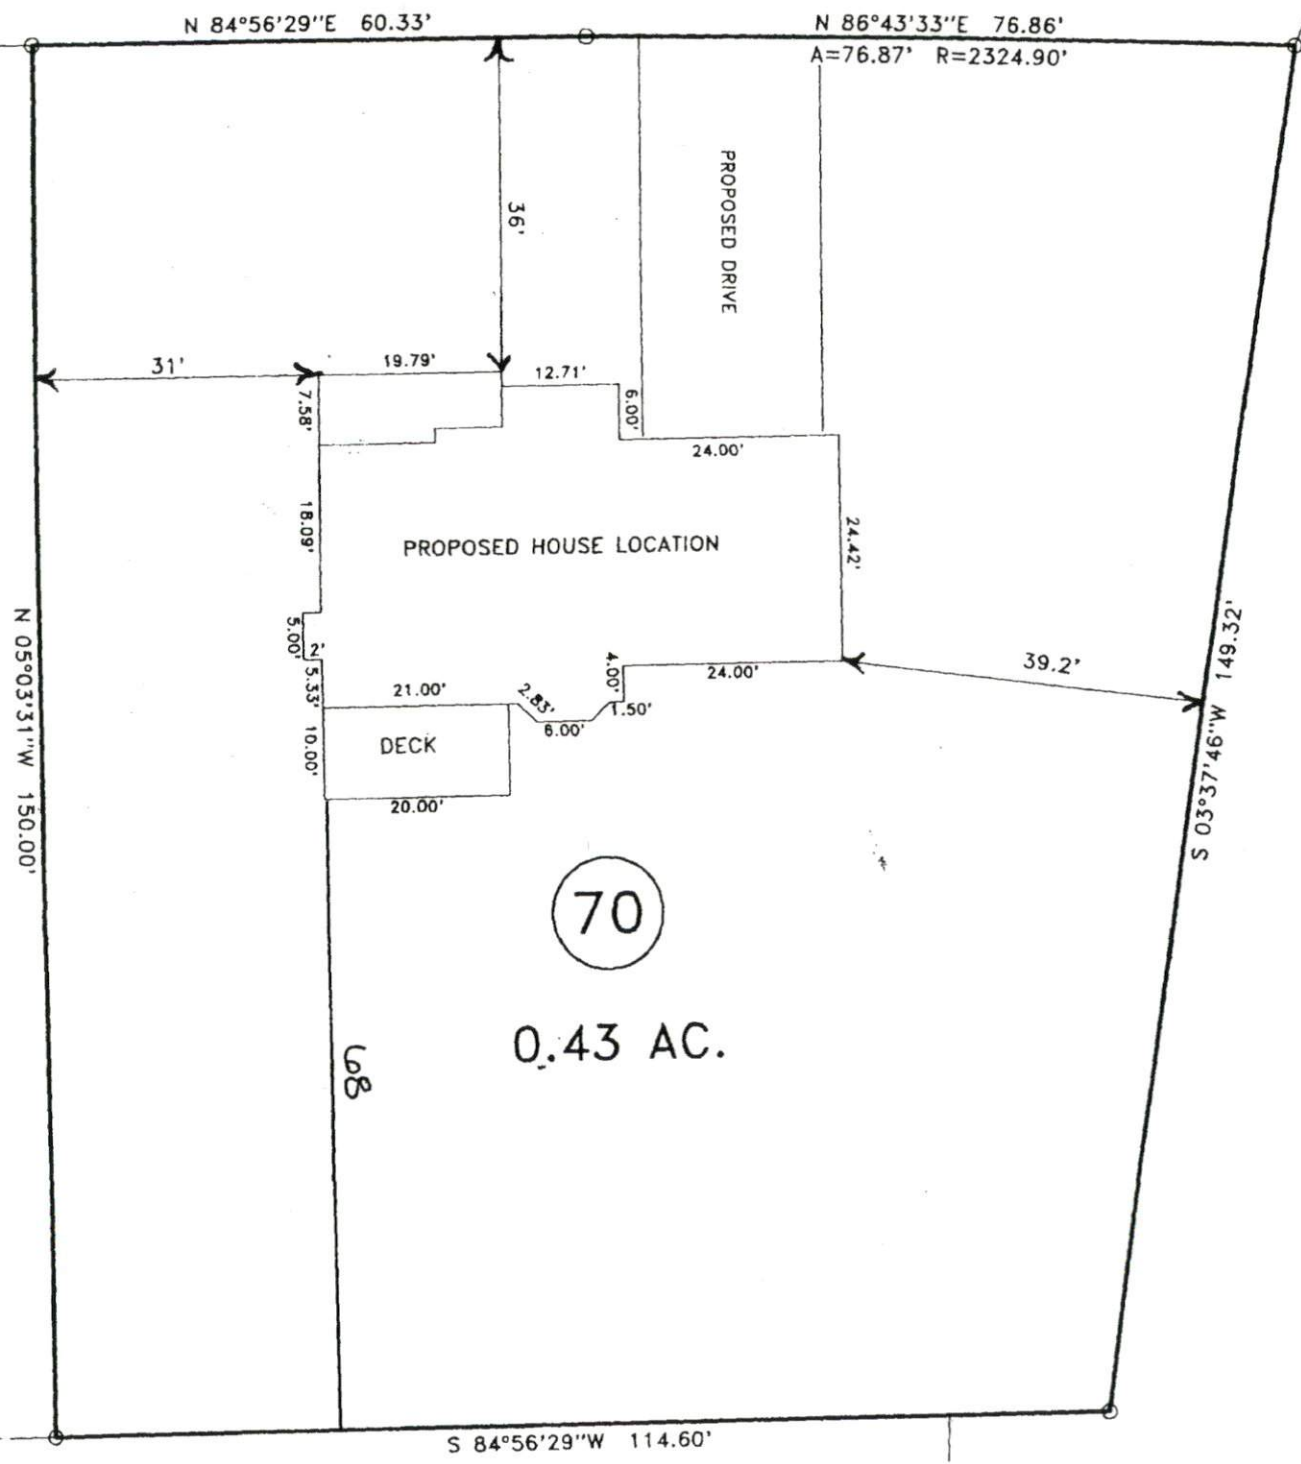 N 84°56'29"E 60.33'
N 86°43'33"E 76.86'
A=76.87' R=2324.90'
PROPOSED DRIVE
36'
31'
19.79'
12.71'
7.58'
6.00'
24.00'
18.09'
PROPOSED HOUSE LOCATION
24.42'
5.00'
2'
5.33'
4.00'
24.00'
39.2'
21.00'
2.83'
1.50'
6.00'
DECK
10.00'
20.00'
N 05°03'31"W 150.00'
S 03°37'46"W 149.32'
70
0.43 AC.
68
S 84°56'29"W 114.60'